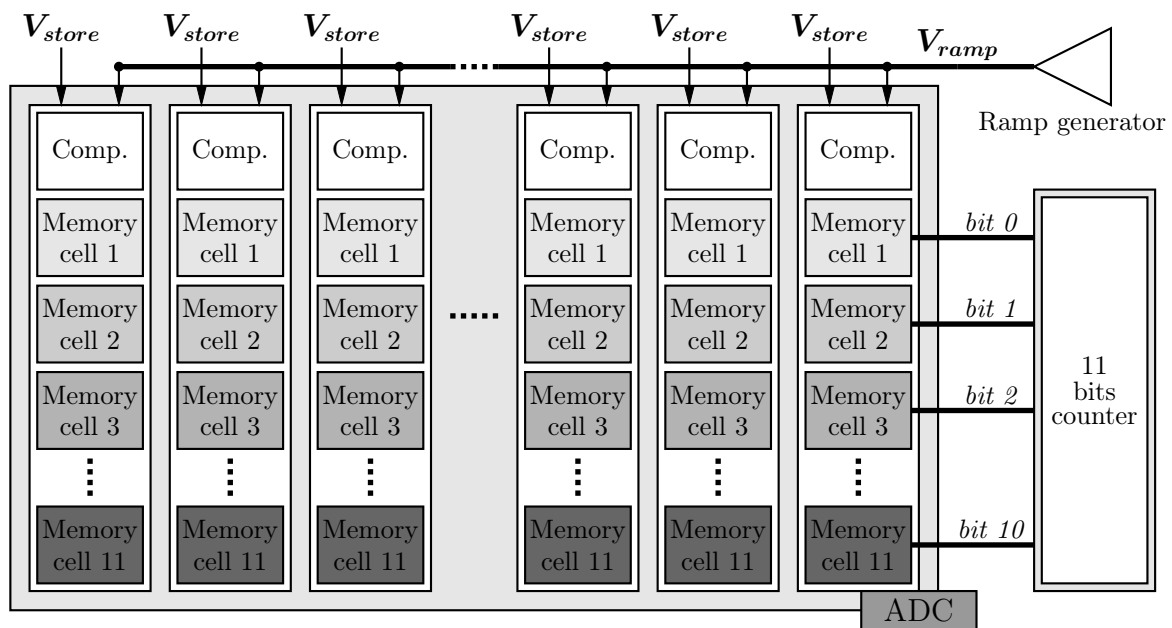 V_store V_store V_store V_store V_store V_store V_ramp
Ramp generator
Comp. Comp. Comp. Comp. Comp. Comp.
Memory Memory Memory Memory Memory Memory bit 0
cell 1 cell 1 cell 1 cell 1 cell 1 cell 1
Memory Memory Memory Memory Memory Memory bit 1
cell 2 cell 2 cell 2 cell 2 cell 2 cell 2
11
bits
counter
Memory Memory Memory Memory Memory Memory bit 2
cell 3 cell 3 cell 3 cell 3 cell 3 cell 3
Memory Memory Memory Memory Memory Memory bit 10
cell 11 cell 11 cell 11 cell 11 cell 11 cell 11
ADC